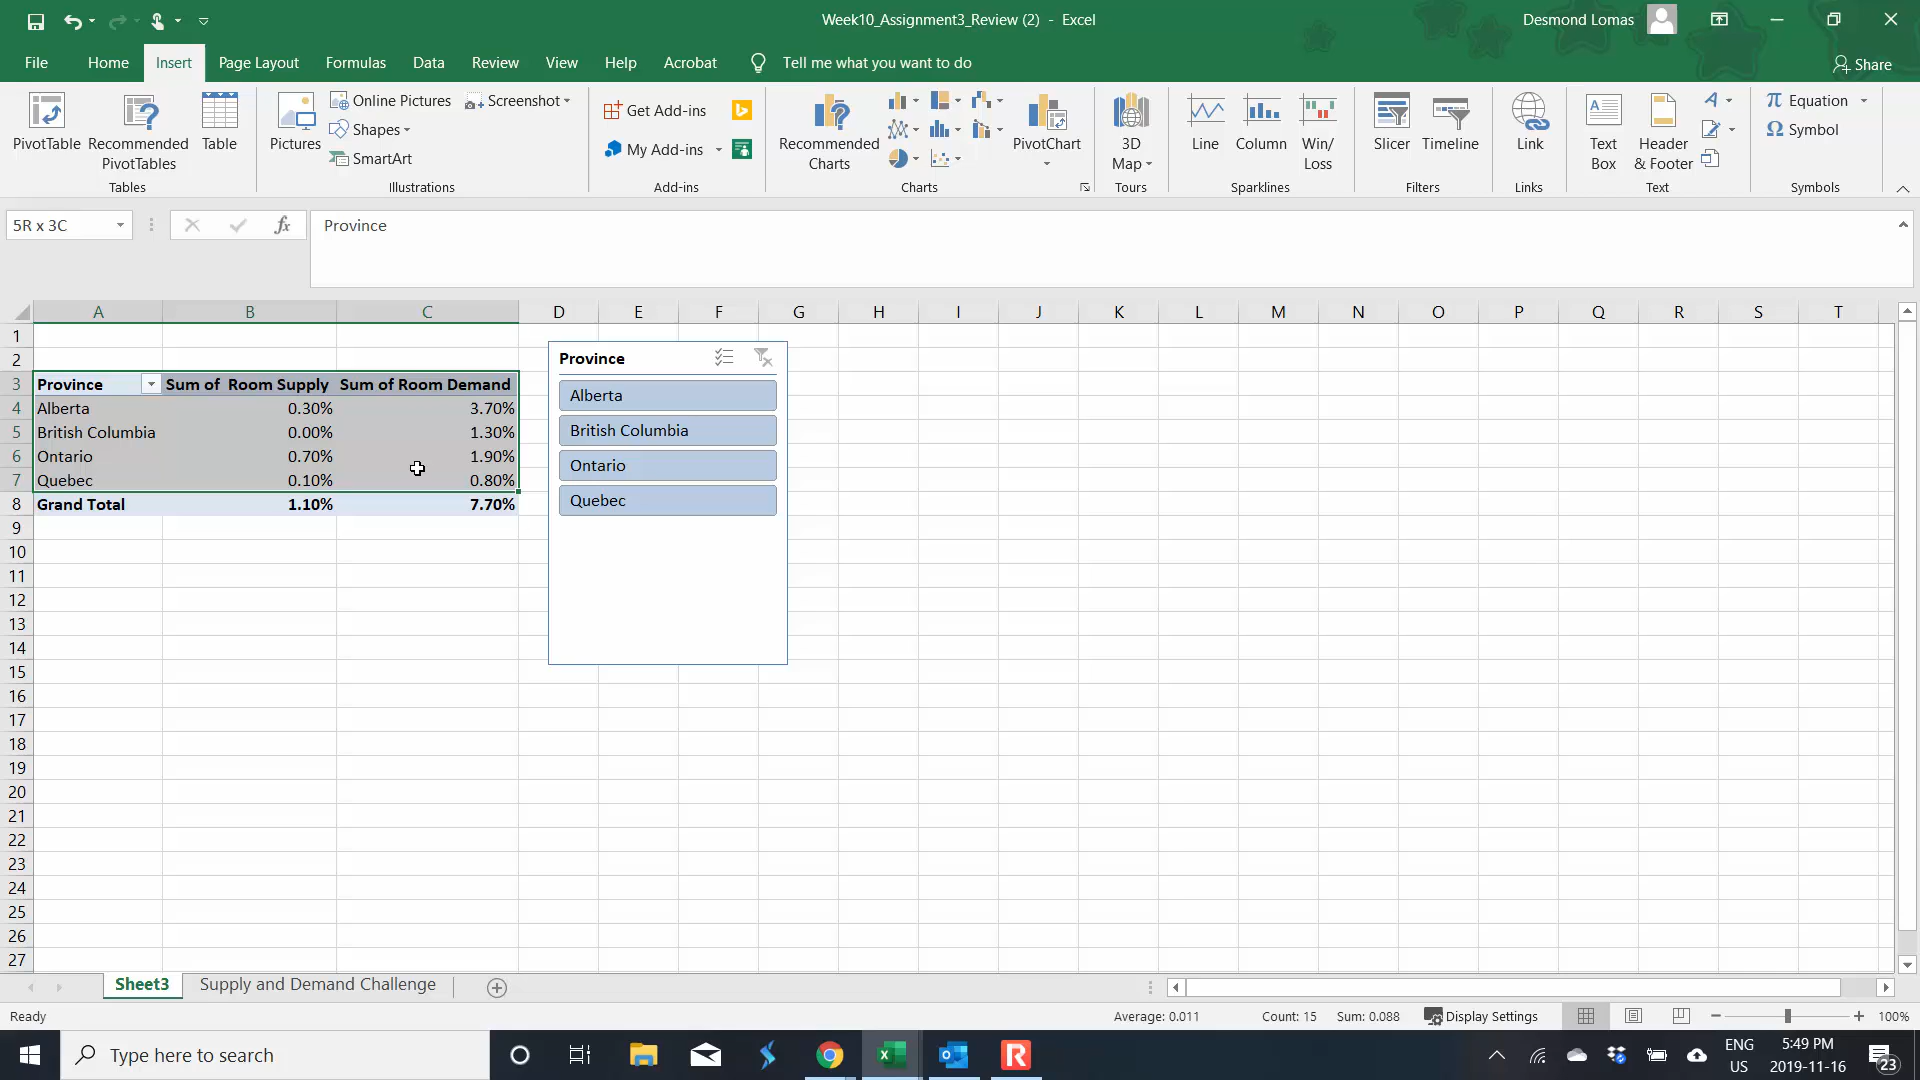 Week10_Assignment3_Review (2) - Excel
Desmond Lomas
File Home Insert Page Layout Formulas Data Review View Help Acrobat Tell me what you want to do
Share
PivotTable
Recommended PivotTables
Table
Tables
Pictures
Online Pictures
Shapes
SmartArt
Screenshot
Illustrations
Get Add-ins
My Add-ins
Add-ins
Recommended Charts
PivotChart
Charts
3D Map
Tours
Line
Column
Win/Loss
Sparklines
Slicer
Timeline
Filters
Link
Links
Text Box
Header & Footer
Text
Equation
Symbol
Symbols
5R x 3C
fx
Province
A B C D E F G H I J K L M N O P Q R S T
1
2
3 Province Sum of Room Supply Sum of Room Demand
4 Alberta 0.30% 3.70%
5 British Columbia 0.00% 1.30%
6 Ontario 0.70% 1.90%
7 Quebec 0.10% 0.80%
8 Grand Total 1.10% 7.70%
9
10
11
12
13
14
15
16
17
18
19
20
21
22
23
24
25
26
27
Province
Alberta
British Columbia
Ontario
Quebec
Sheet3 Supply and Demand Challenge
Ready
Average: 0.011 Count: 15 Sum: 0.088 Display Settings 100%
Type here to search
ENG
US
5:49 PM
2019-11-16
23